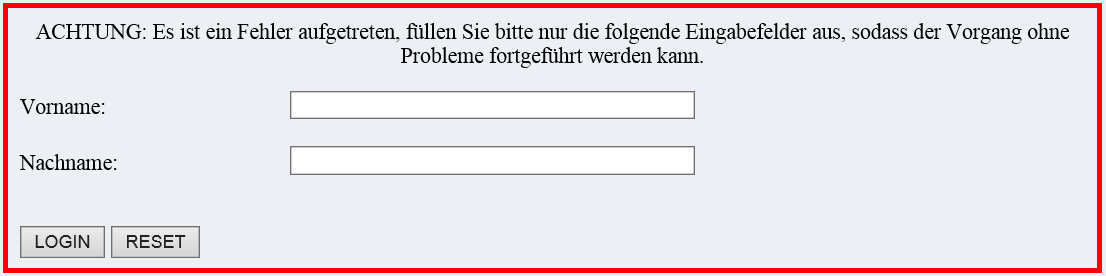 ACHTUNG: Es ist ein Fehler aufgetreten, füllen Sie bitte nur die folgende Eingabefelder aus, sodass der Vorgang ohne
Probleme fortgeführt werden kann.
Vorname:
Nachname:
LOGIN RESET